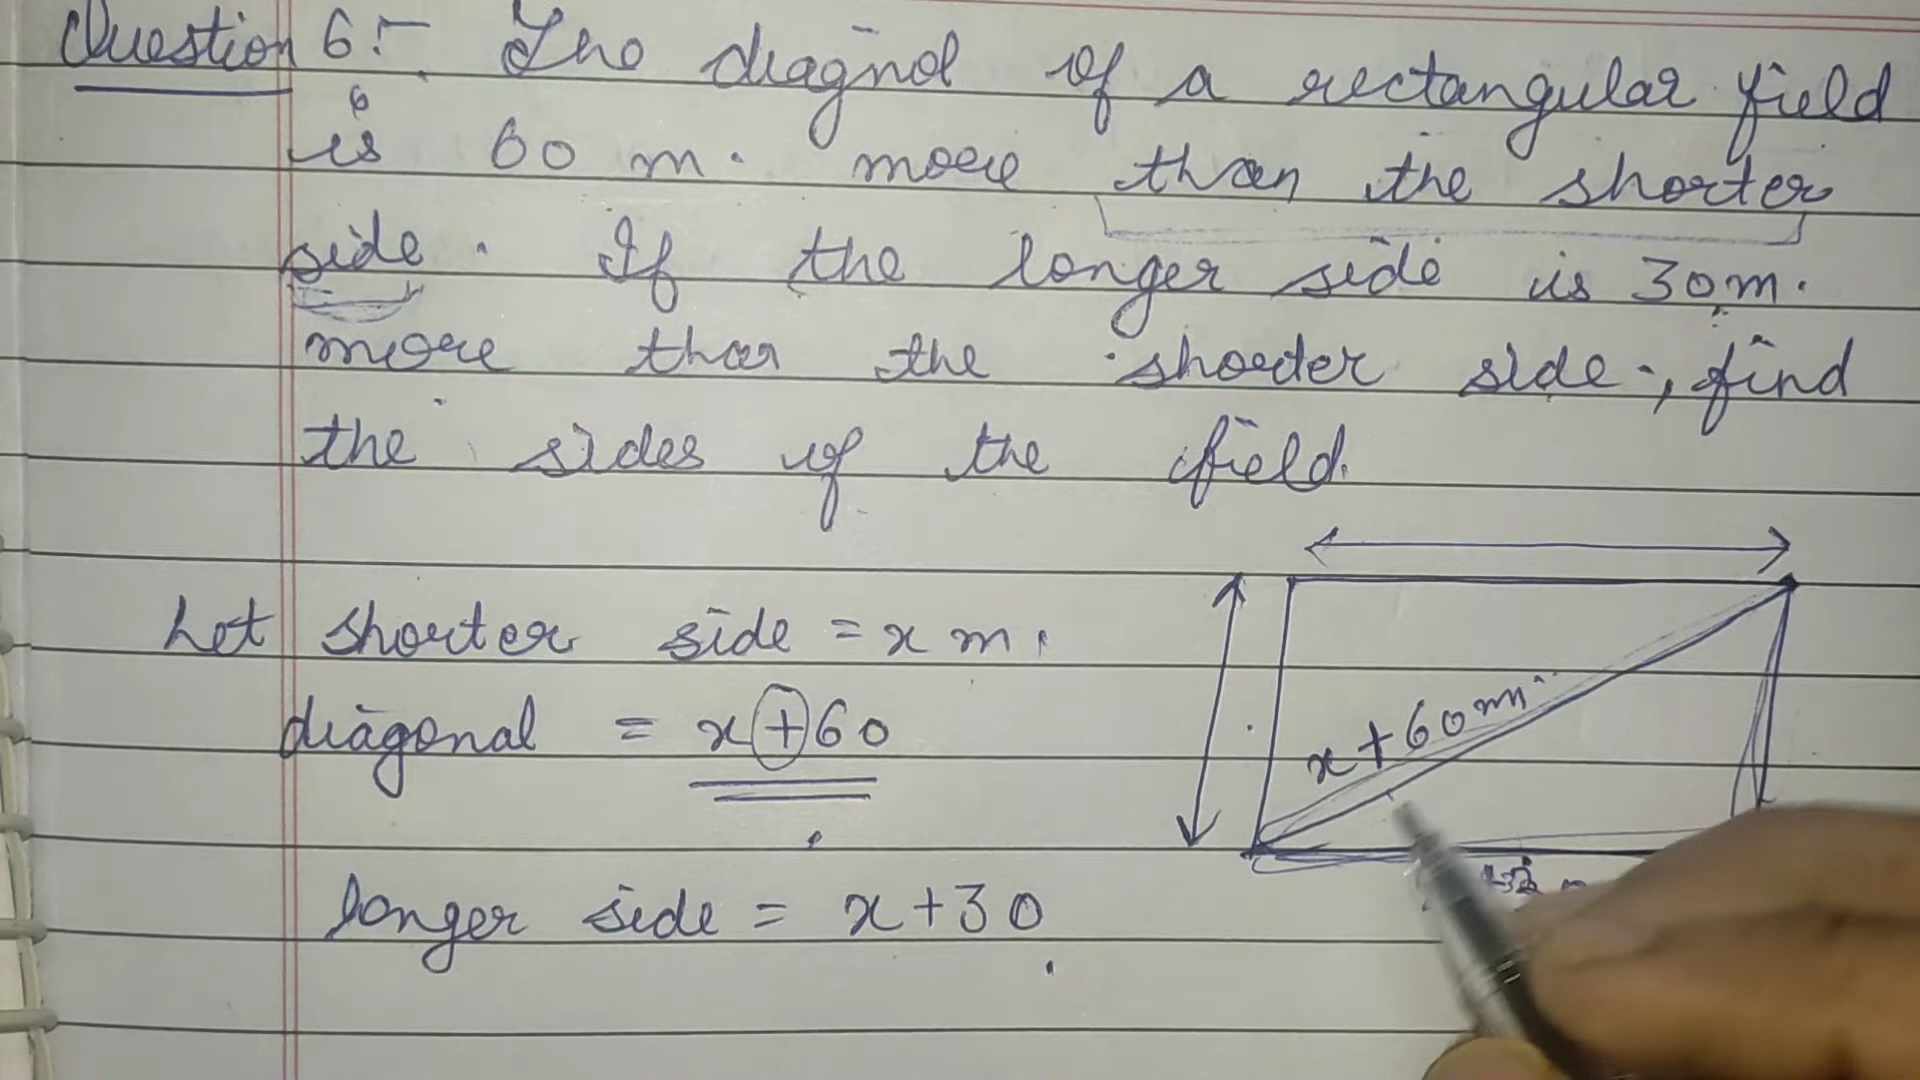 Question 6:- The diagnol of a rectangular field
6
is 60 m. more than the shorter
side. If the longer side is 30m.
more than the shorter side, find
the sides of the field.
Let shorter side = x m.
diagonal = x+60
x+60m
longer side = x+30